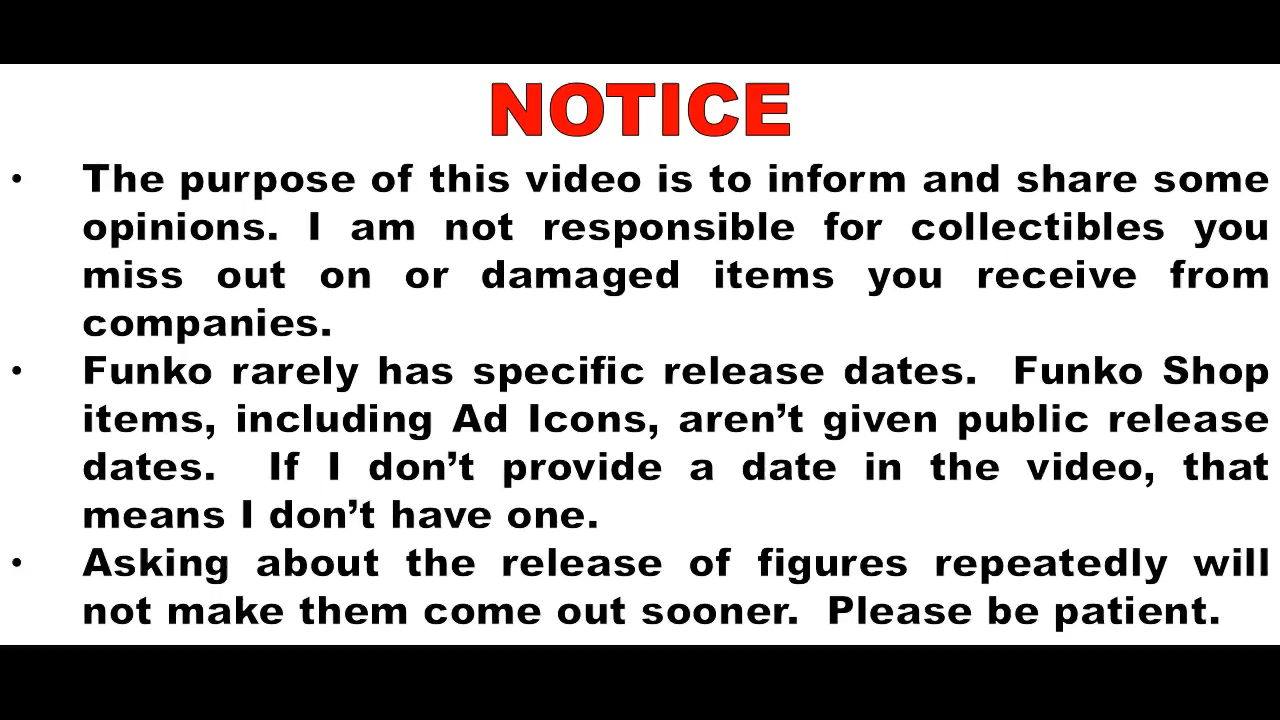 NOTICE
• The purpose of this video is to inform and share some
opinions. I am not responsible for collectibles you
miss out on or damaged items you receive from
companies.
• Funko rarely has specific release dates.  Funko Shop
items, including Ad Icons, aren’t given public release
dates.  If I don’t provide a date in the video, that
means I don’t have one.
• Asking about the release of figures repeatedly will
not make them come out sooner.  Please be patient.